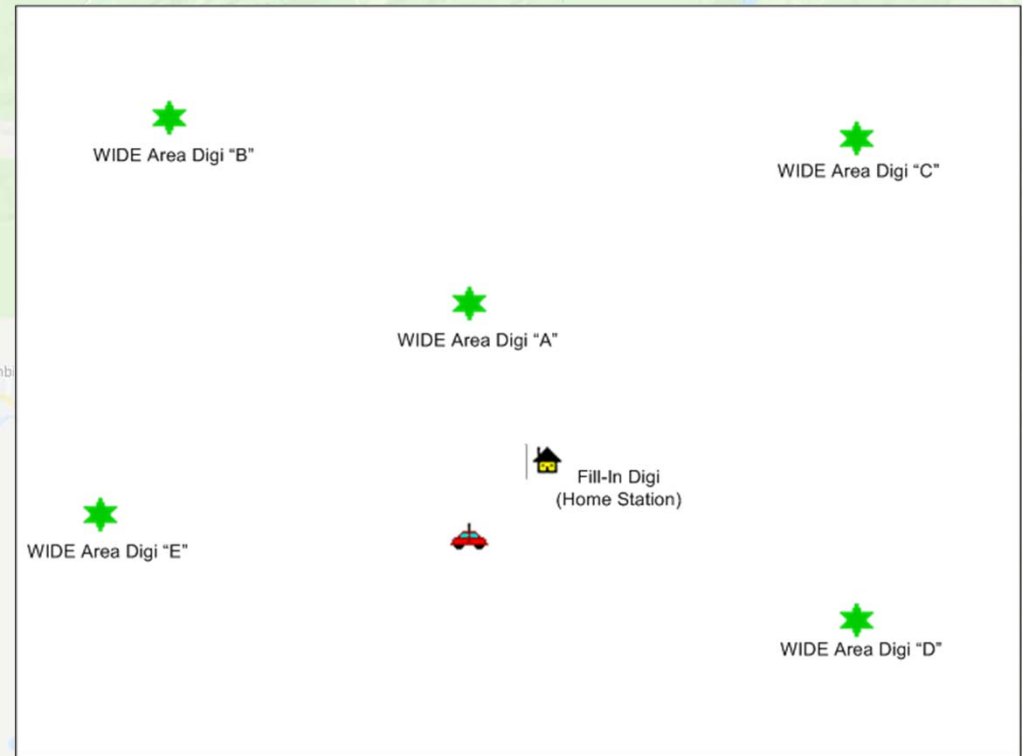 WIDE Area Digi “B”
WIDE Area Digi “C”
WIDE Area Digi “A”
Fill-In Digi
(Home Station)
WIDE Area Digi “E”
WIDE Area Digi “D”